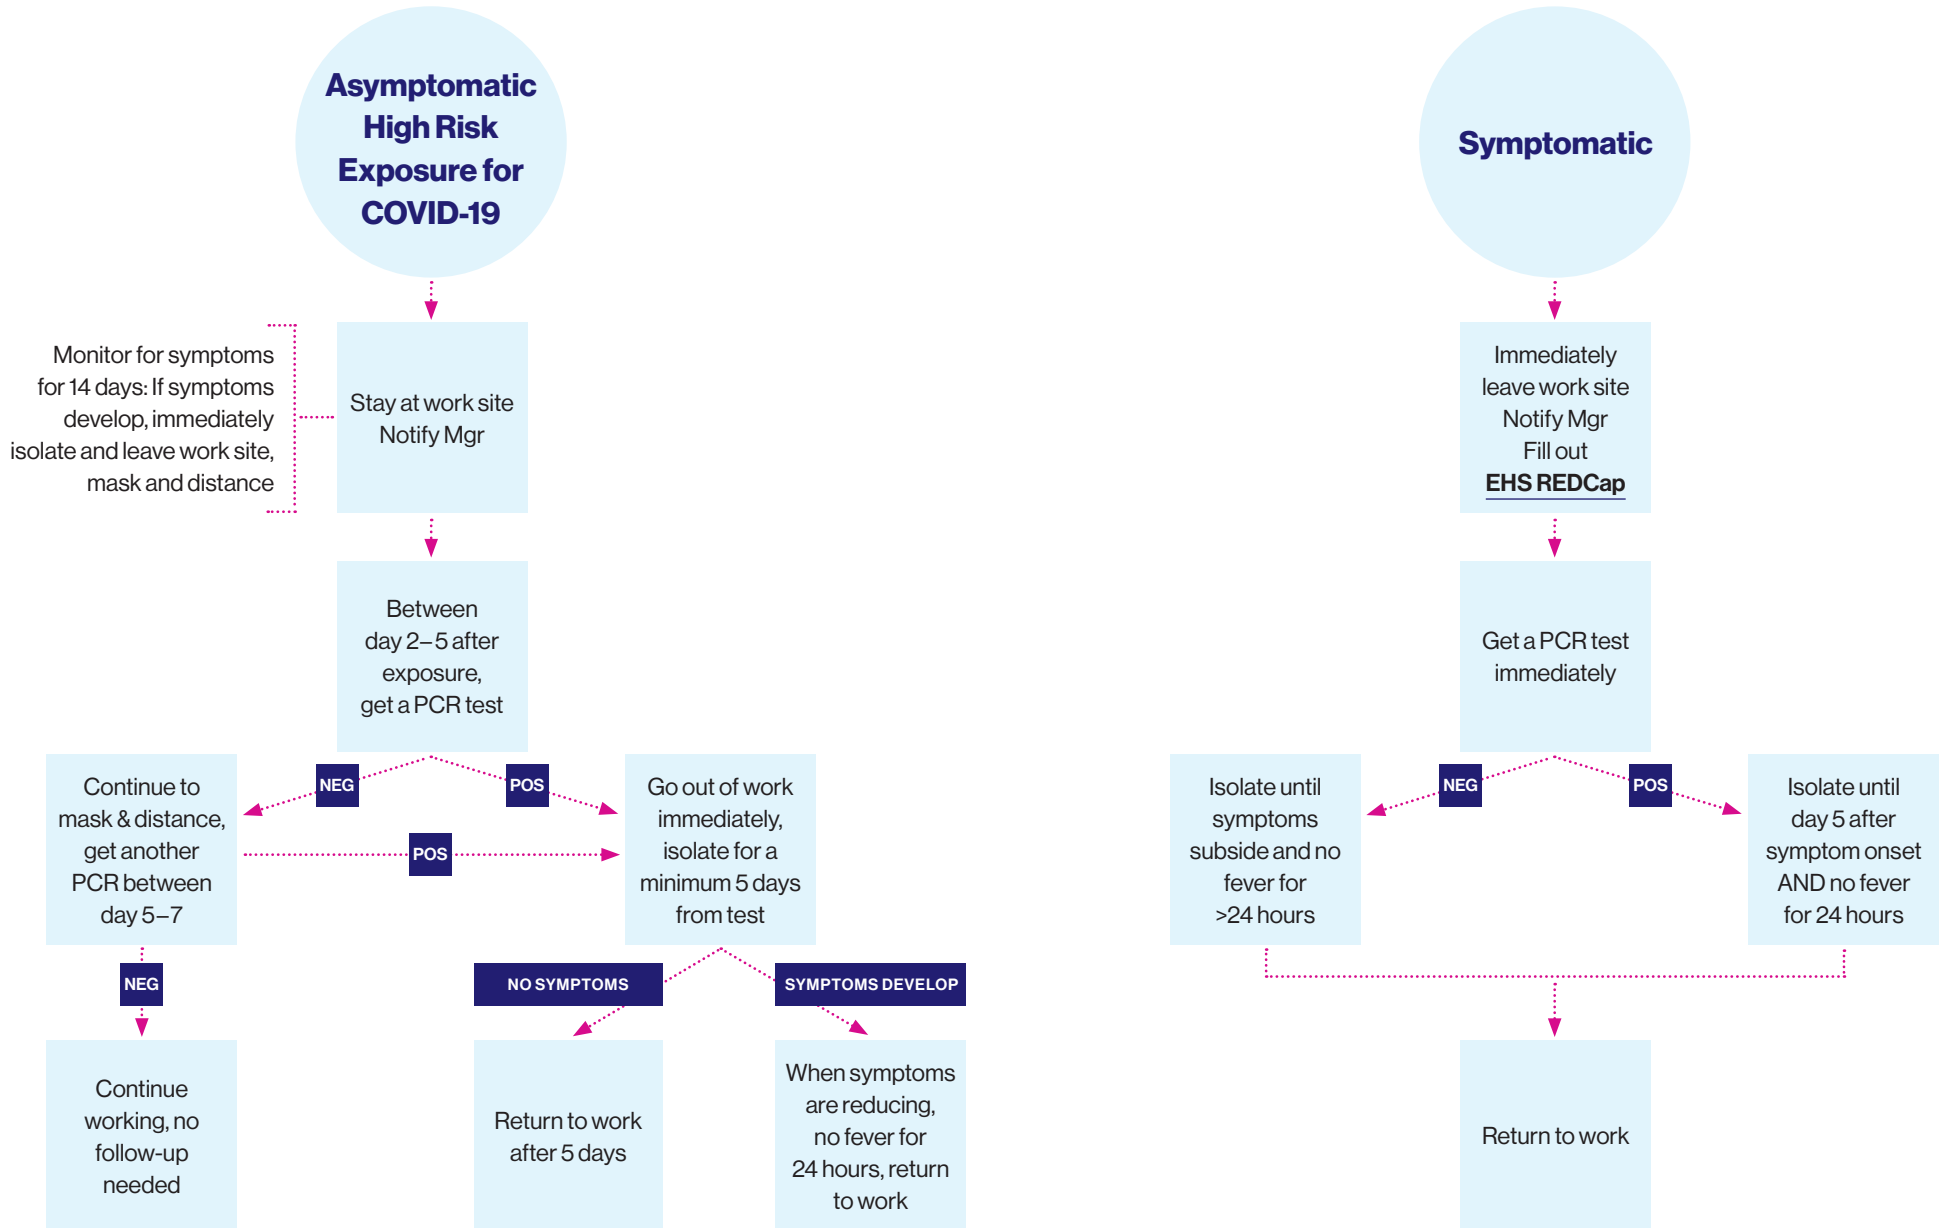 Asymptomatic
High Risk
Exposure for
COVID-19
Monitor for symptoms
for 14 days: If symptoms
develop, immediately
isolate and leave work site,
mask and distance
Stay at work site
Notify Mgr
Between
day 2–5 after
exposure,
get a PCR test
NEG
POS
Continue to
mask & distance,
get another
PCR between
day 5–7
POS
Go out of work
immediately,
isolate for a
minimum 5 days
from test
NEG
NO SYMPTOMS
SYMPTOMS DEVELOP
Continue
working, no
follow-up
needed
Return to work
after 5 days
When symptoms
are reducing,
no fever for
24 hours, return
to work
Symptomatic
Immediately
leave work site
Notify Mgr
Fill out
EHS REDCap
Get a PCR test
immediately
NEG
POS
Isolate until
symptoms
subside and no
fever for
>24 hours
Isolate until
day 5 after
symptom onset
AND no fever
for 24 hours
Return to work